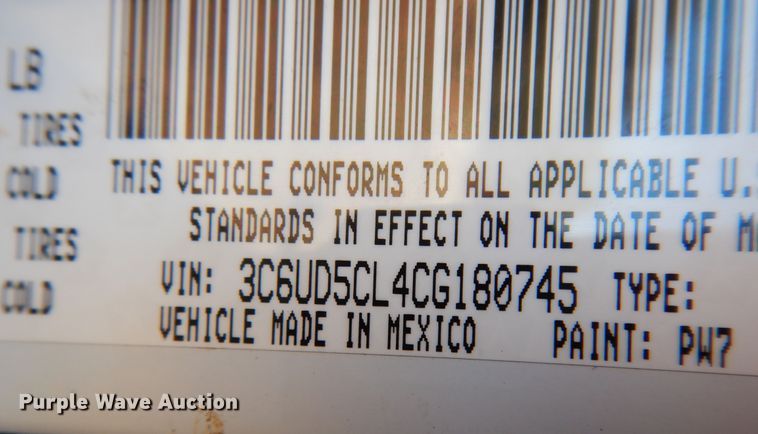 LB
TIRES
COLD
TIRES
COLD
THIS VEHICLE CONFORMS TO ALL APPLICABLE U.
STANDARDS IN EFFECT ON THE DATE OF
VIN: 3C6UD5CL4CG180745 TYPE:
VEHICLE MADE IN MEXICO PAINT: PW7
Purple Wave Auction